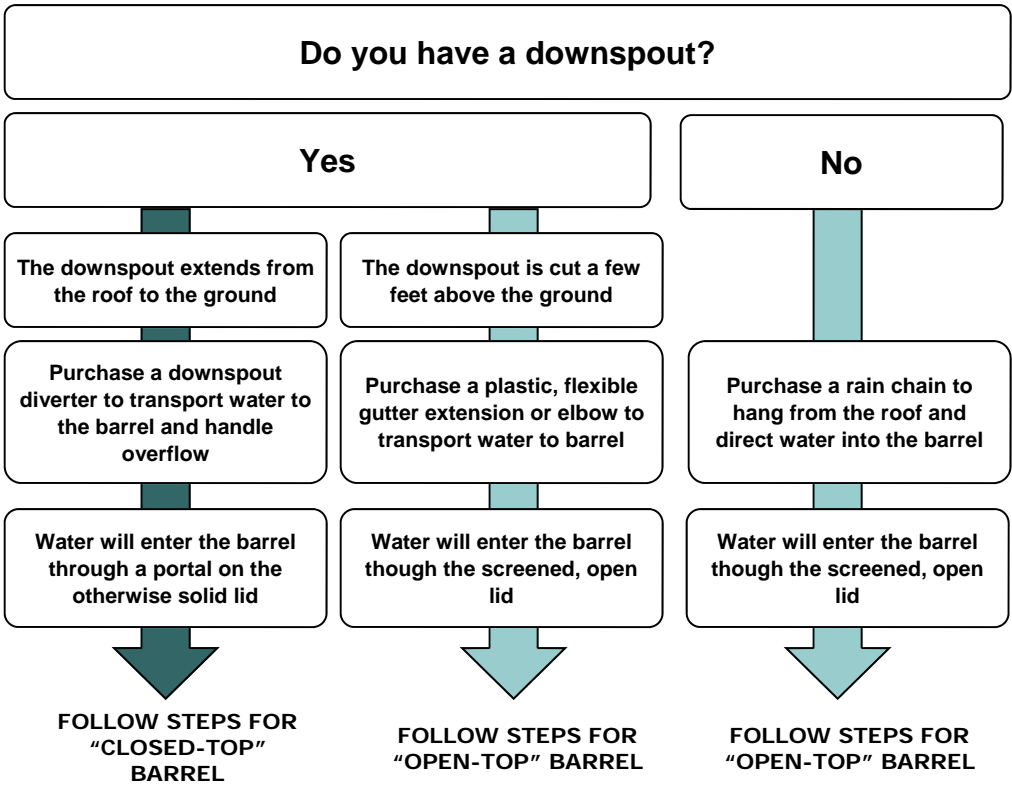 Do you have a downspout?
Yes
No
The downspout extends from
the roof to the ground
The downspout is cut a few
feet above the ground
Purchase a downspout
diverter to transport water to
the barrel and handle
overflow
Purchase a plastic, flexible
gutter extension or elbow to
transport water to barrel
Purchase a rain chain to
hang from the roof and
direct water into the barrel
Water will enter the barrel
through a portal on the
otherwise solid lid
Water will enter the barrel
though the screened, open
lid
Water will enter the barrel
though the screened, open
lid
FOLLOW STEPS FOR
“CLOSED-TOP”
BARREL
FOLLOW STEPS FOR
“OPEN-TOP” BARREL
FOLLOW STEPS FOR
“OPEN-TOP” BARREL